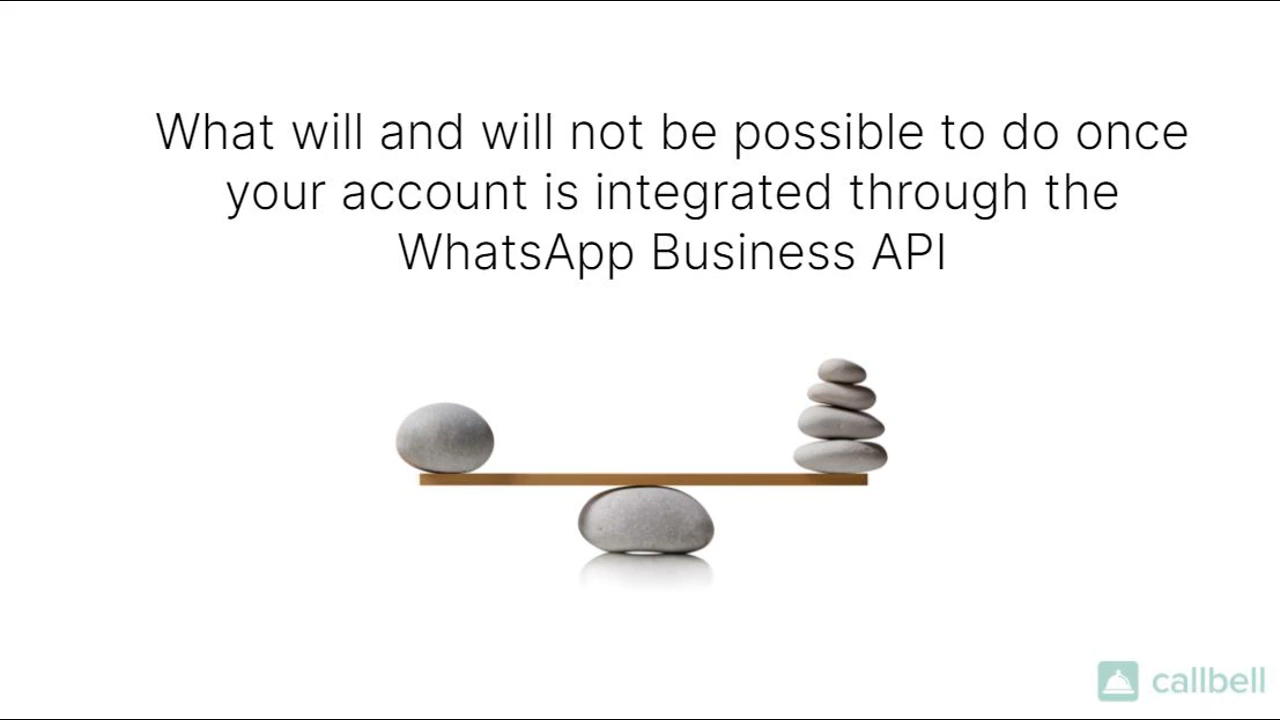 What will and will not be possible to do once
your account is integrated through the
WhatsApp Business API
callbell